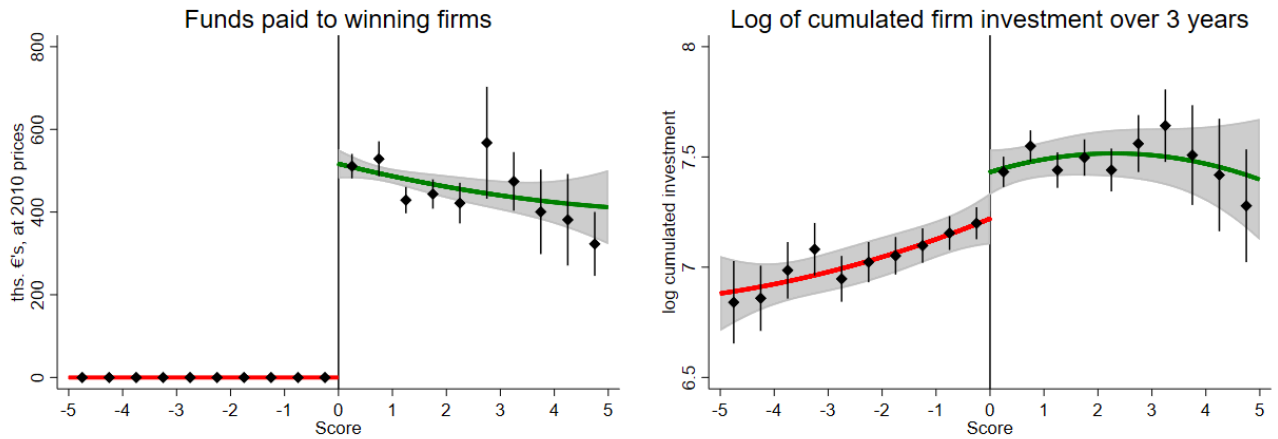 Funds paid to winning firms
ths. €'s, at 2010 prices
800
600
400
200
0
-5 -4 -3 -2 -1 0 1 2 3 4 5
Score
Log of cumulated firm investment over 3 years
log cumulated investment
8
7.5
7
6.5
-5 -4 -3 -2 -1 0 1 2 3 4 5
Score